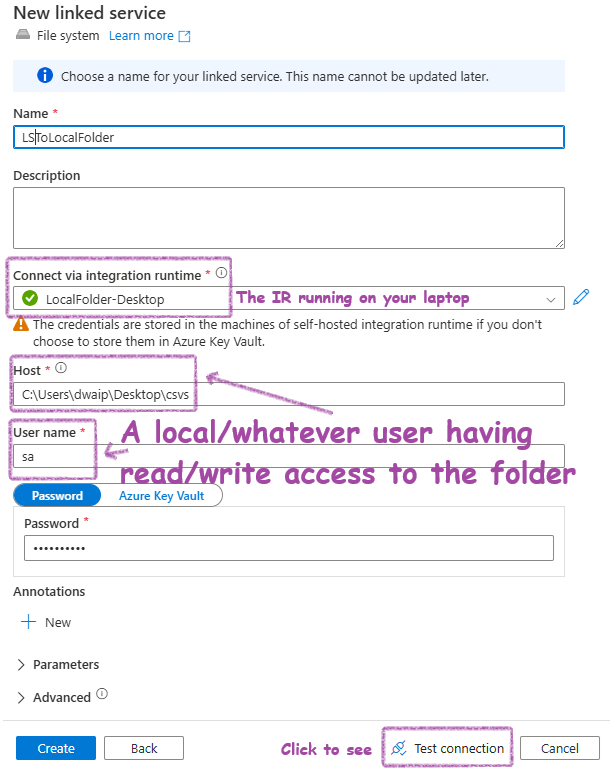 New linked service
File system Learn more
Choose a name for your linked service. This name cannot be updated later.
Name *
LSToLocalFolder
Description
Connect via integration runtime *
LocalFolder-Desktop
The IR running on your laptop
The credentials are stored in the machines of self-hosted integration runtime if you don't
choose to store them in Azure Key Vault.
Host *
C:\Users\dwaip\Desktop\csvs
User name *
A local/whatever user having
sa
read/write access to the folder
Password Azure Key Vault
Password *
••••••••••
Annotations
New
Parameters
Advanced
Create Back Click to see Test connection Cancel